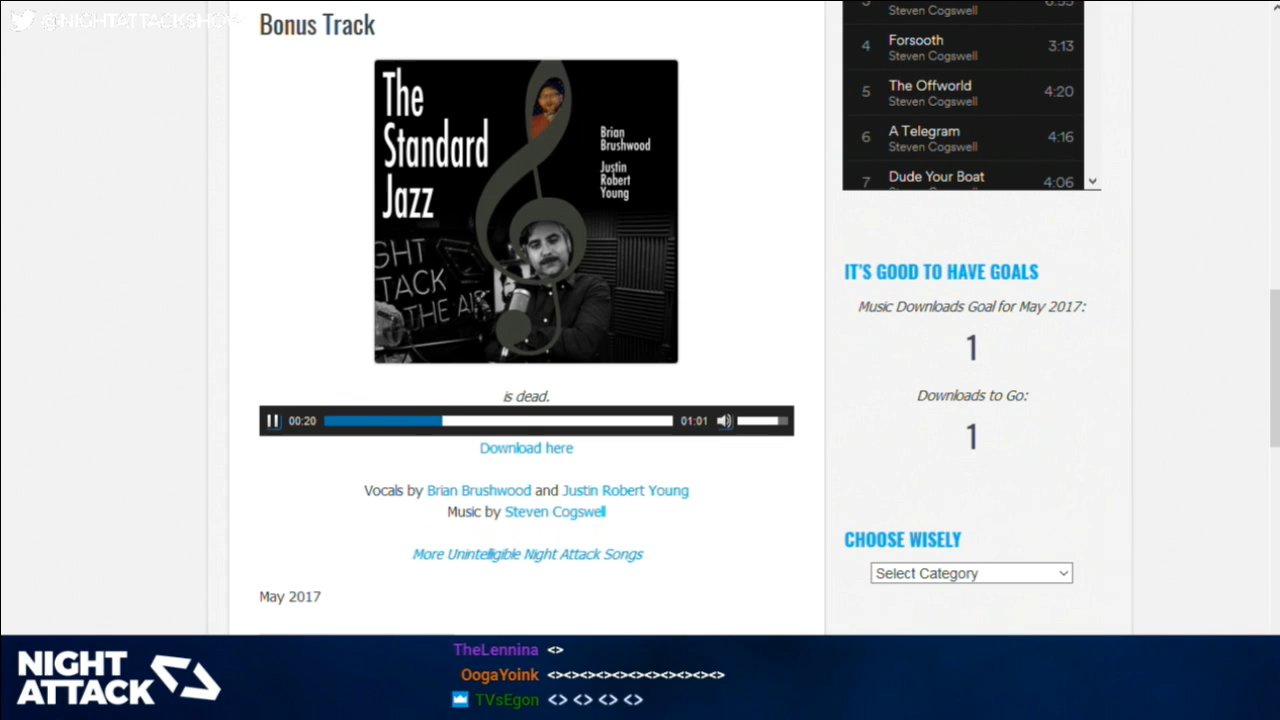 @NIGHTATTACKSHOW
Bonus Track
The
Standard
Jazz
Brian
Brushwood
Justin
Robert
Young
GHT
TACK
THE AIR
is dead.
00:20
01:01
Download here
Vocals by Brian Brushwood and Justin Robert Young
Music by Steven Cogswell
More Unintelligible Night Attack Songs
May 2017
Steven Cogswell
4 Forsooth 3:13
Steven Cogswell
5 The Offworld 4:20
Steven Cogswell
6 A Telegram 4:16
Steven Cogswell
7 Dude Your Boat 4:06
IT'S GOOD TO HAVE GOALS
Music Downloads Goal for May 2017:
1
Downloads to Go:
1
CHOOSE WISELY
Select Category
NIGHT
ATTACK
TheLennina <>
OogaYoink <><><><><><><><><><><>
TVsEgon <> <> <> <>